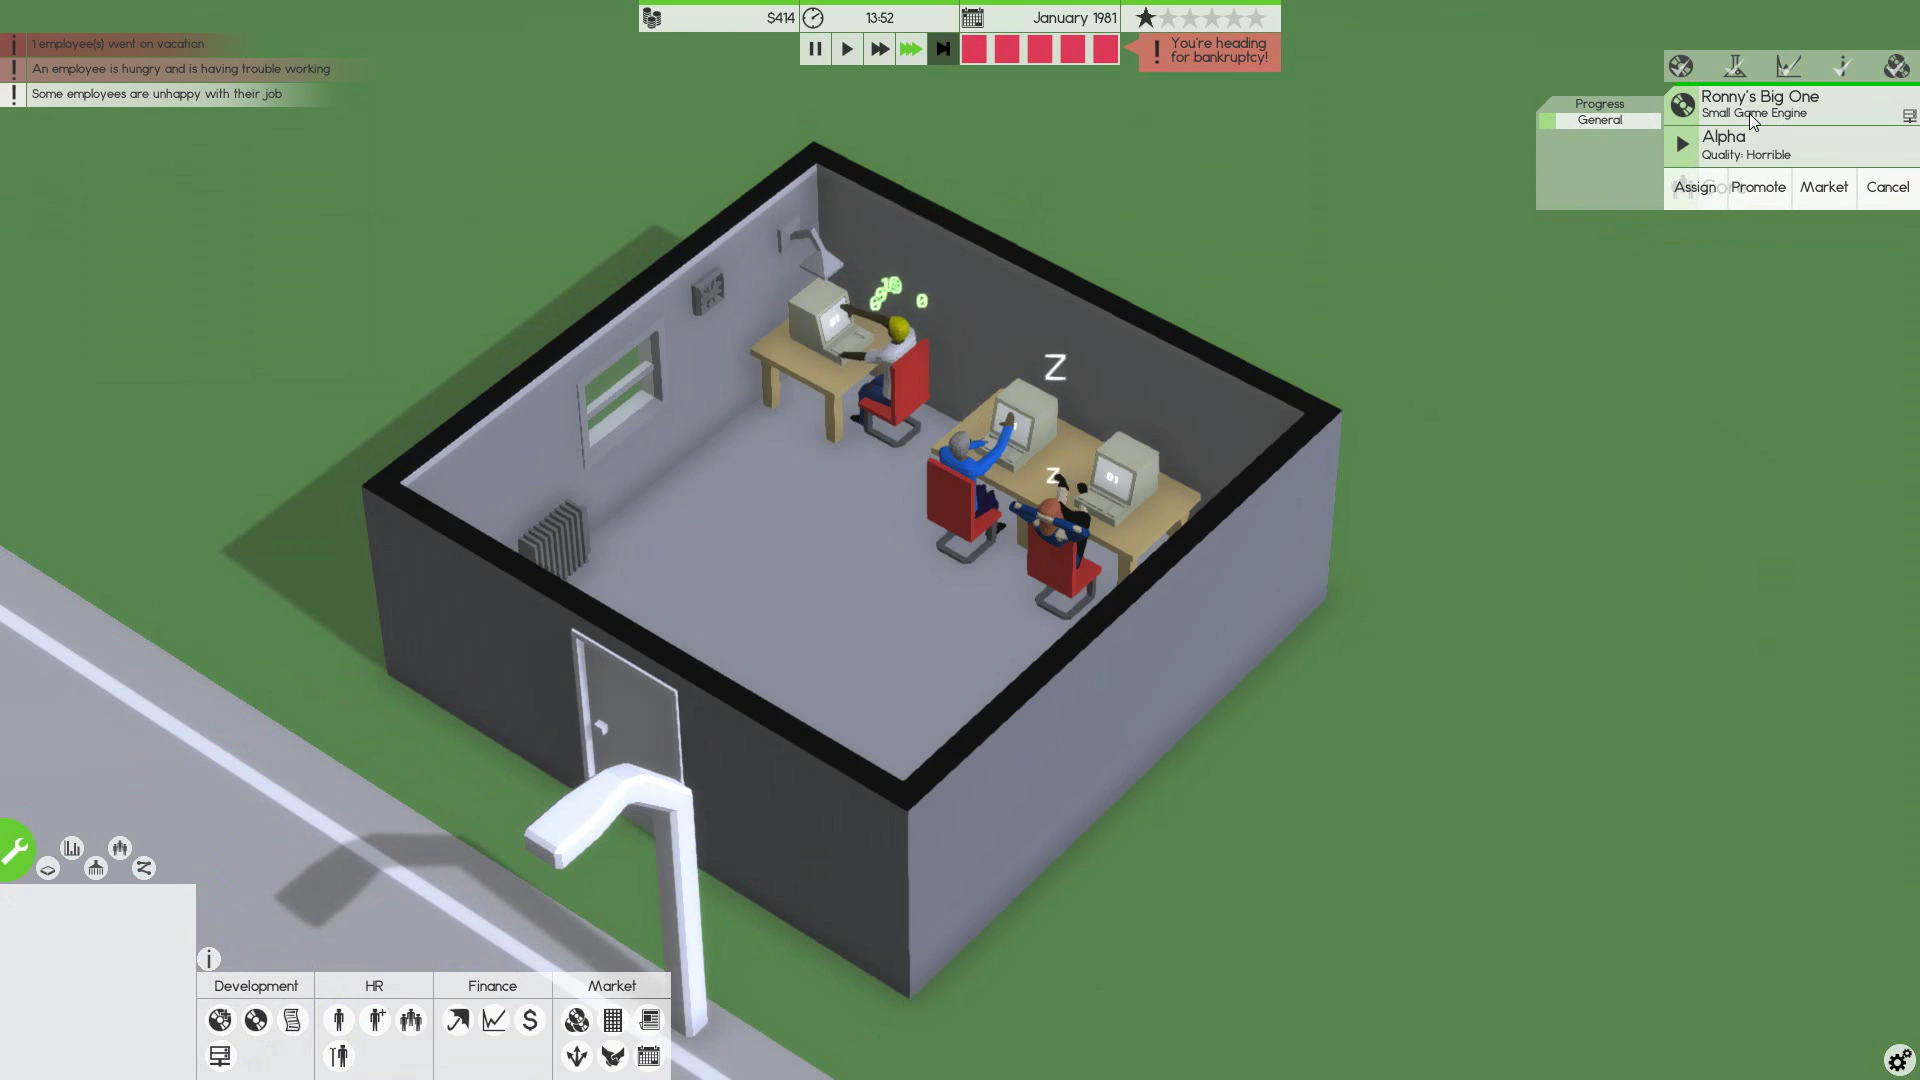 $414
13:52
January 1981
1 employee(s) went on vacation
An employee is hungry and is having trouble working
Some employees are unhappy with their job
You're heading
for bankruptcy!
Progress
General
Ronny's Big One
Small Game Engine
Alpha
Quality: Horrible
Assign
Promote
Market
Cancel
Z
Z
01
01
Development
HR
Finance
Market